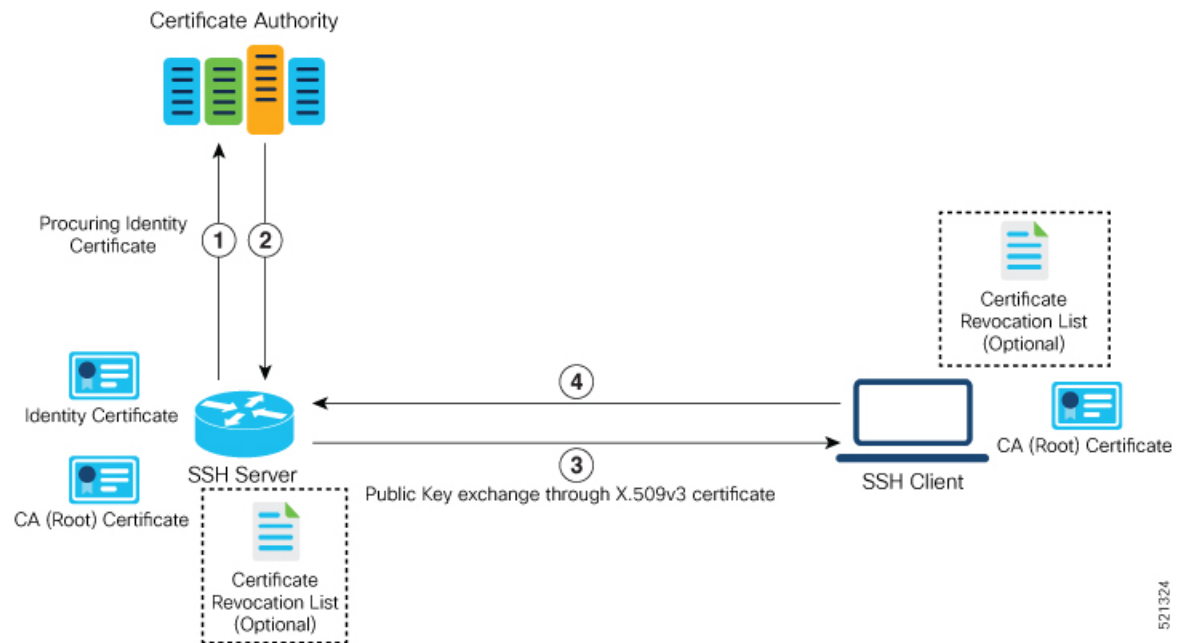 Certificate Authority
Procuring Identity
Certificate
1
2
Certificate
Revocation List
(Optional)
4
Identity Certificate
CA (Root) Certificate
SSH Server
3
SSH Client
Public Key exchange through X.509v3 certificate
CA (Root) Certificate
Certificate
Revocation List
(Optional)
521324